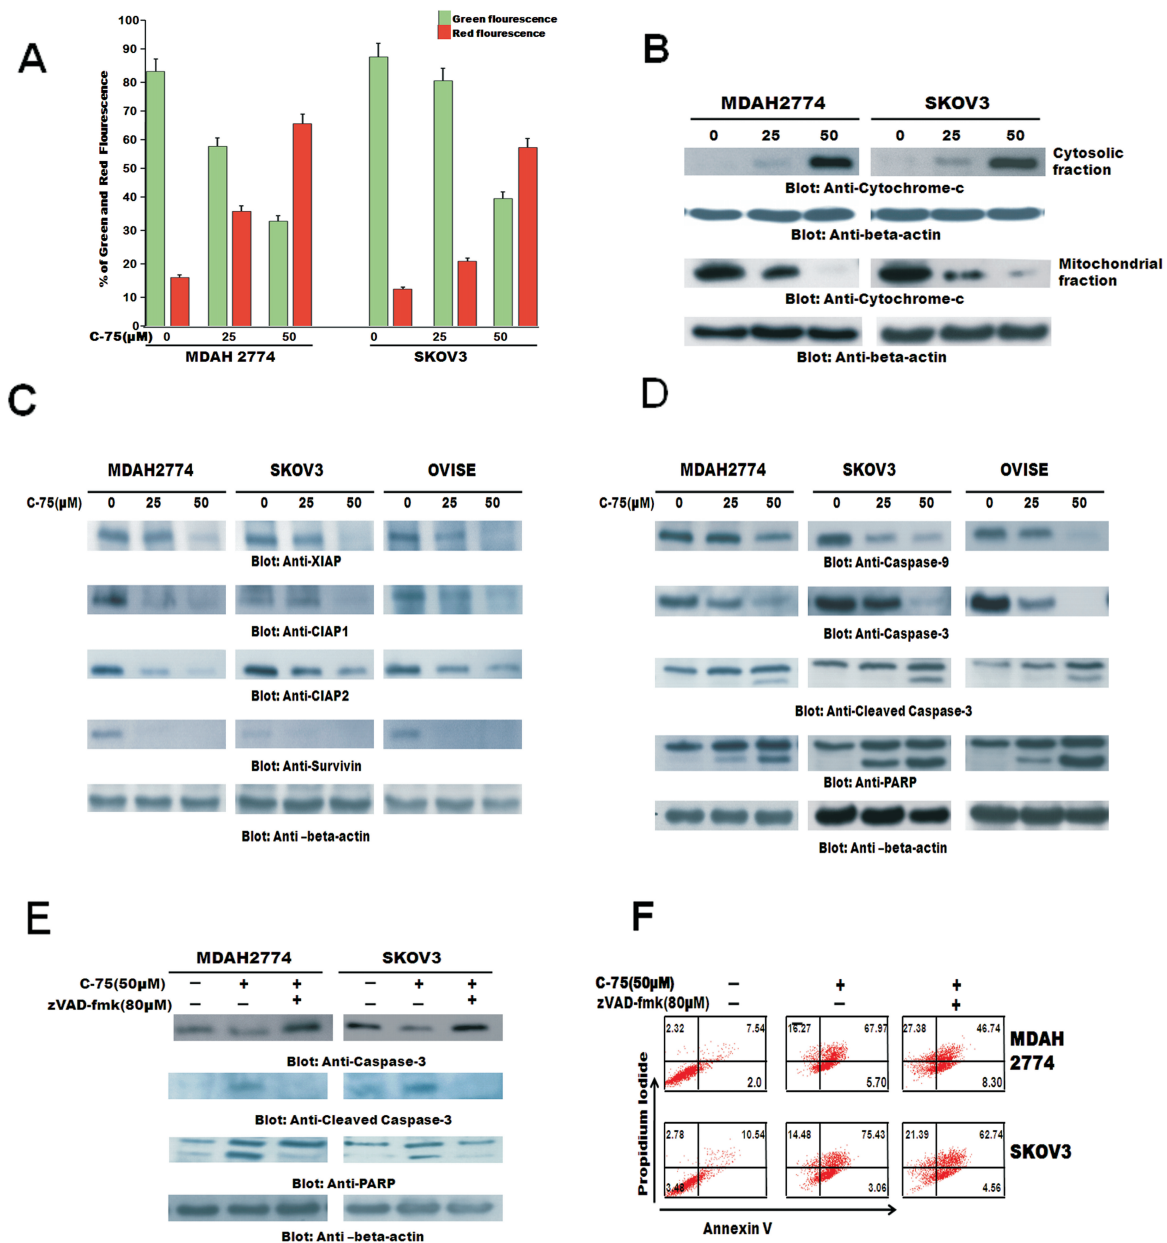 A
100
90
80
70
60
50
40
30
20
10
0
% of Green and Red Flourescence
Green flourescence
Red flourescence
C-75(μM) 0 25 50 0 25 50
MDAH 2774 SKOV3
B
MDAH2774 SKOV3
0 25 50 0 25 50
Cytosolic
fraction
Blot: Anti-Cytochrome-c
Blot: Anti-beta-actin
Mitochondrial
fraction
Blot: Anti-Cytochrome-c
Blot: Anti-beta-actin
C
MDAH2774 SKOV3 OVISE
C-75(μM) 0 25 50 0 25 50 0 25 50
Blot: Anti-XIAP
Blot: Anti-CIAP1
Blot: Anti-CIAP2
Blot: Anti-Survivin
Blot: Anti –beta-actin
D
MDAH2774 SKOV3 OVISE
C-75(μM) 0 25 50 0 25 50 0 25 50
Blot: Anti-Caspase-9
Blot: Anti-Caspase-3
Blot: Anti-Cleaved Caspase-3
Blot: Anti-PARP
Blot: Anti –beta-actin
E
MDAH2774 SKOV3
C-75(50μM) – + + – + +
zVAD-fmk(80μM) – – + – – +
Blot: Anti-Caspase-3
Blot: Anti-Cleaved Caspase-3
Blot: Anti-PARP
Blot: Anti –beta-actin
F
C-75(50μM) – + +
zVAD-fmk(80μM) – – +
2.32 7.54 16.27 67.97 27.38 46.74
2.0 5.70 8.30
MDAH
2774
2.78 10.54 14.48 75.43 21.39 62.74
3.48 3.06 4.56
SKOV3
Propidium Iodide
Annexin V